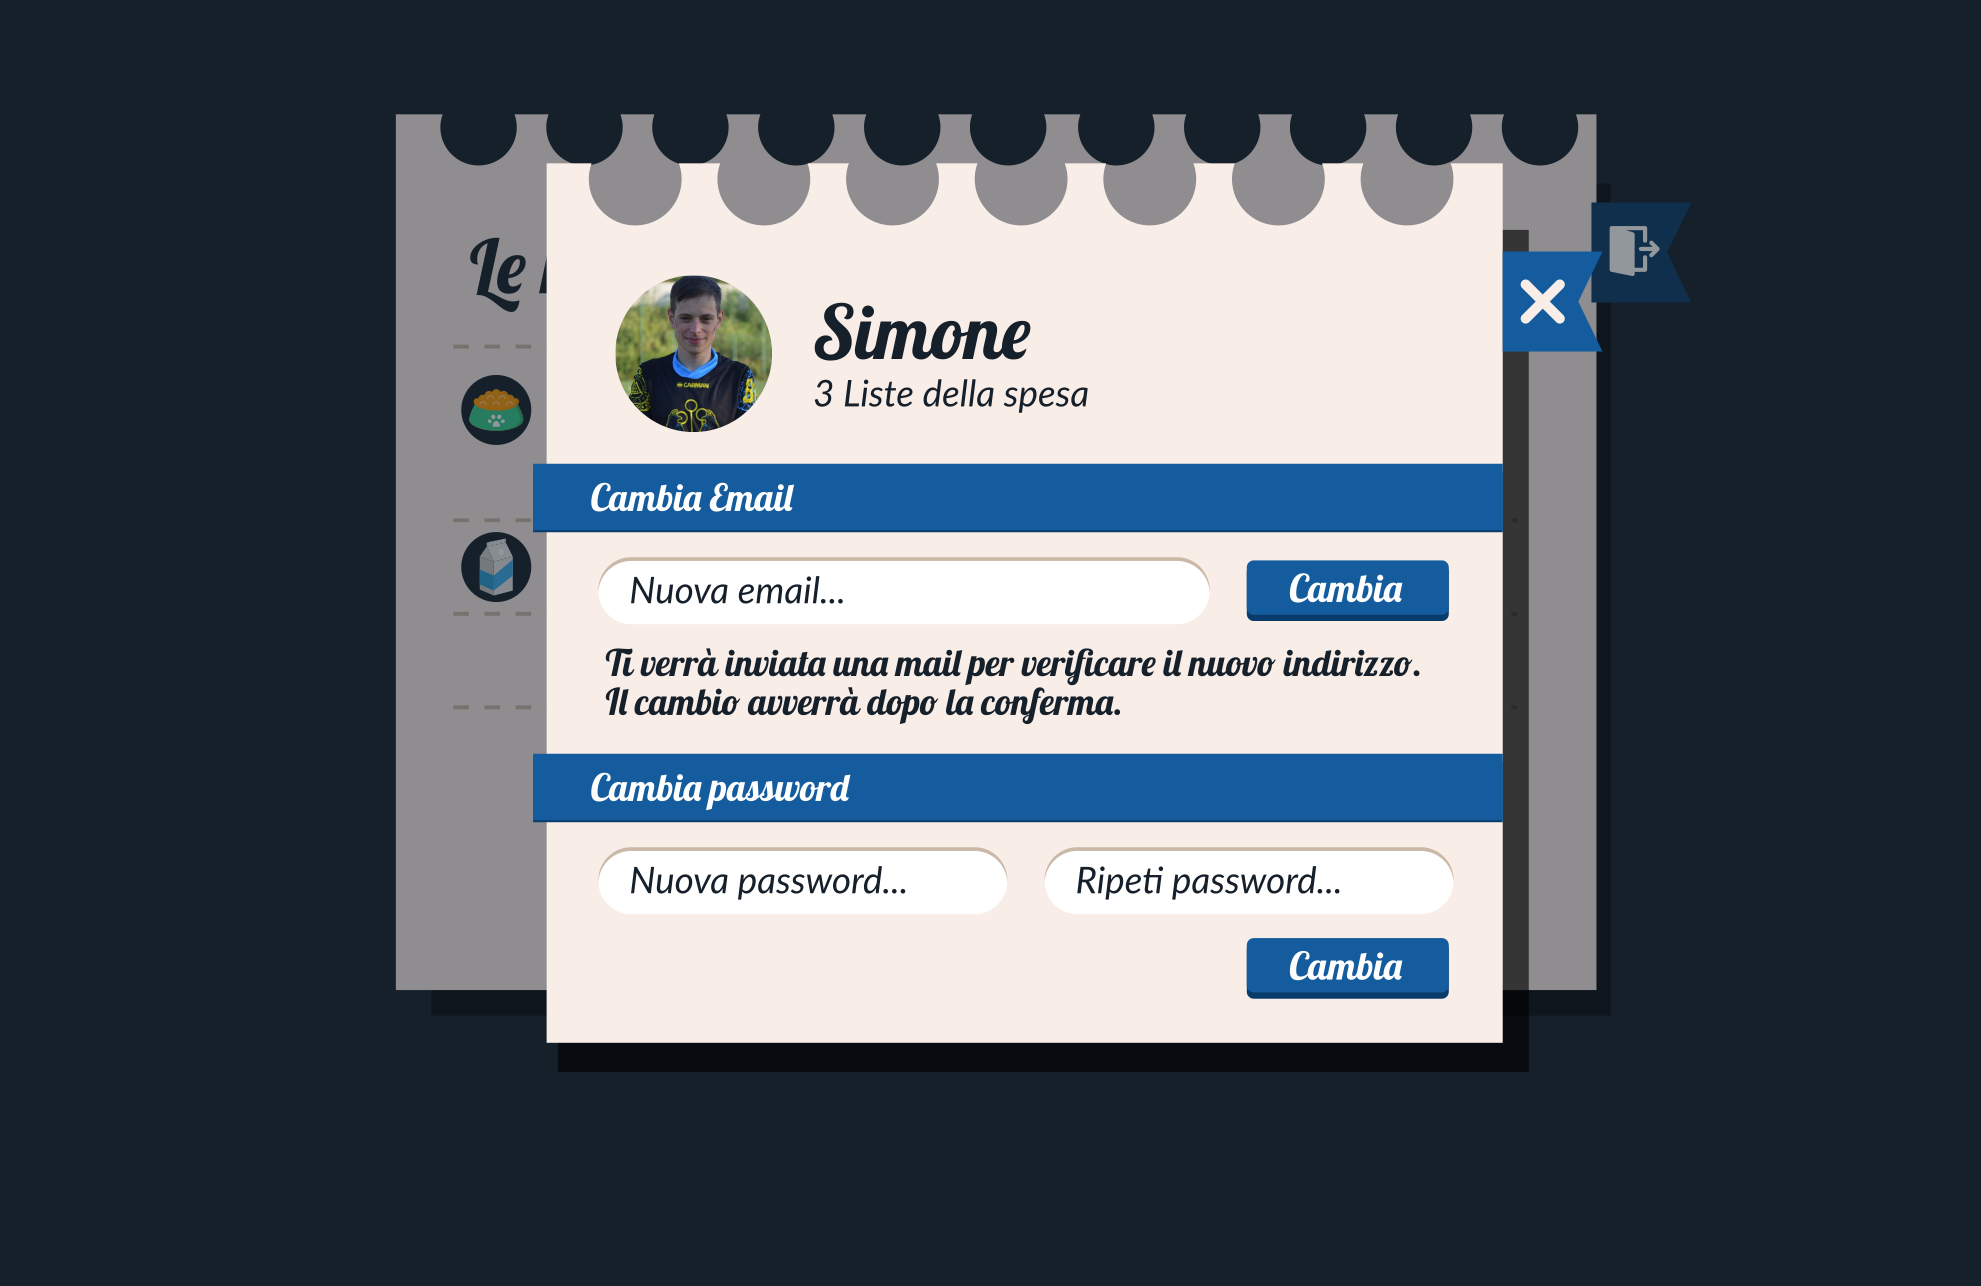 Le
Simone
3 Liste della spesa
CARMAN
Cambia Email
Nuova email...
Cambia
Ti verrà inviata una mail per verificare il nuovo indirizzo.
Il cambio avverrà dopo la conferma.
Cambia password
Nuova password...
Ripeti password...
Cambia